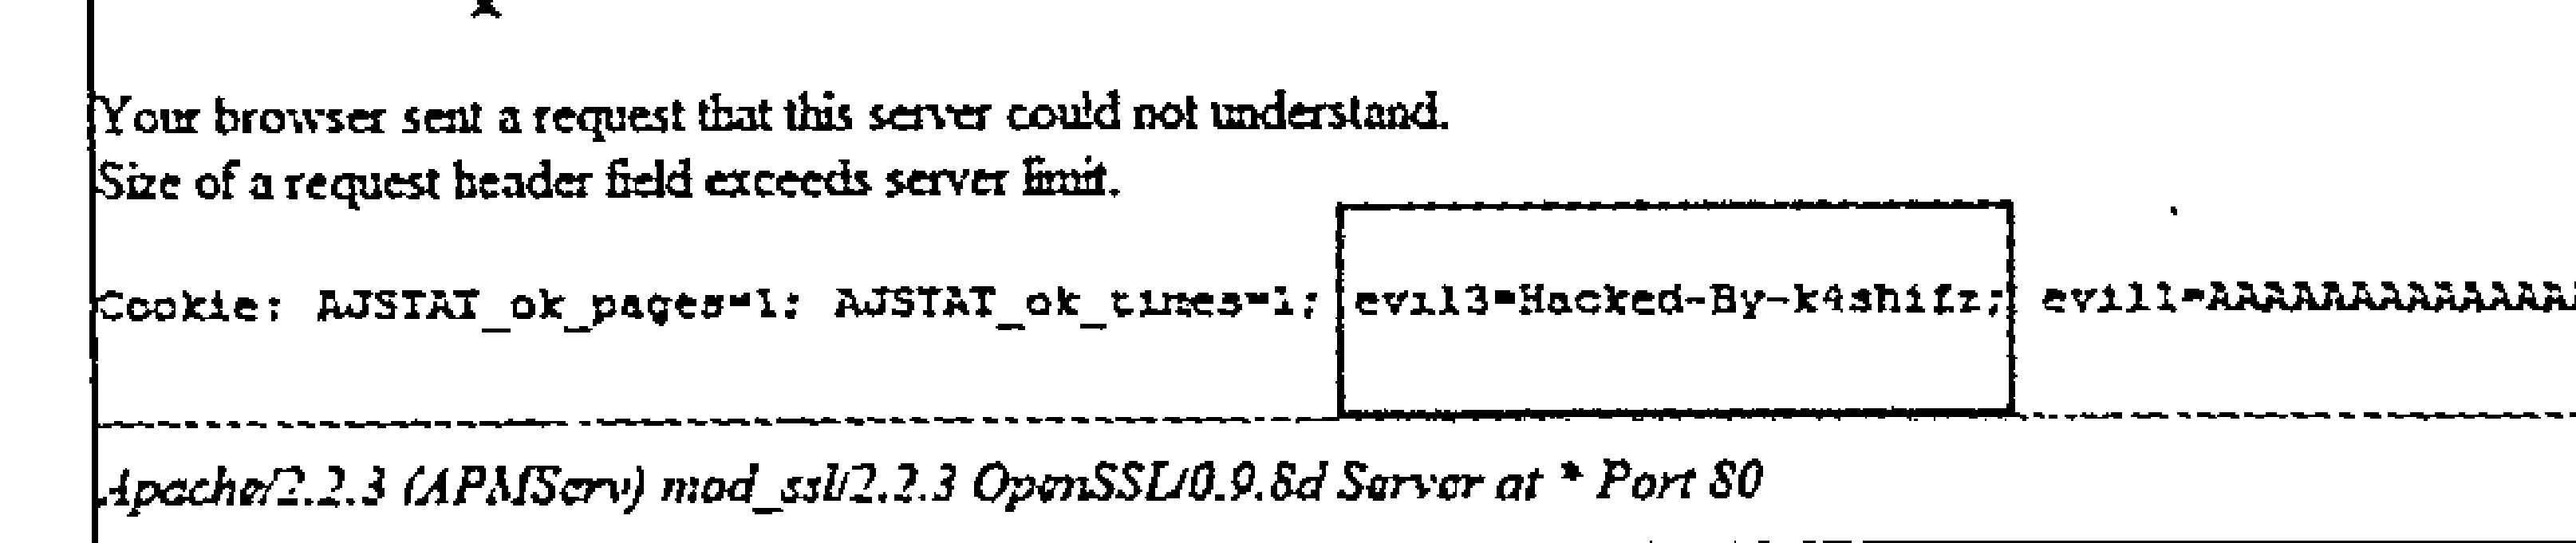 Your browser sent a request that this server could not understand.
Size of a request header field exceeds server limit.
Cookie: AJSTAT_ok_pages=1; AJSTAT_ok_times=1; evil3=Hacked-By-k4shifz; evil1=AAAAAAAAAAAAAA
Apache/2.2.3 (APMServ) mod_ssl/2.2.3 OpenSSL/0.9.8d Server at * Port 80